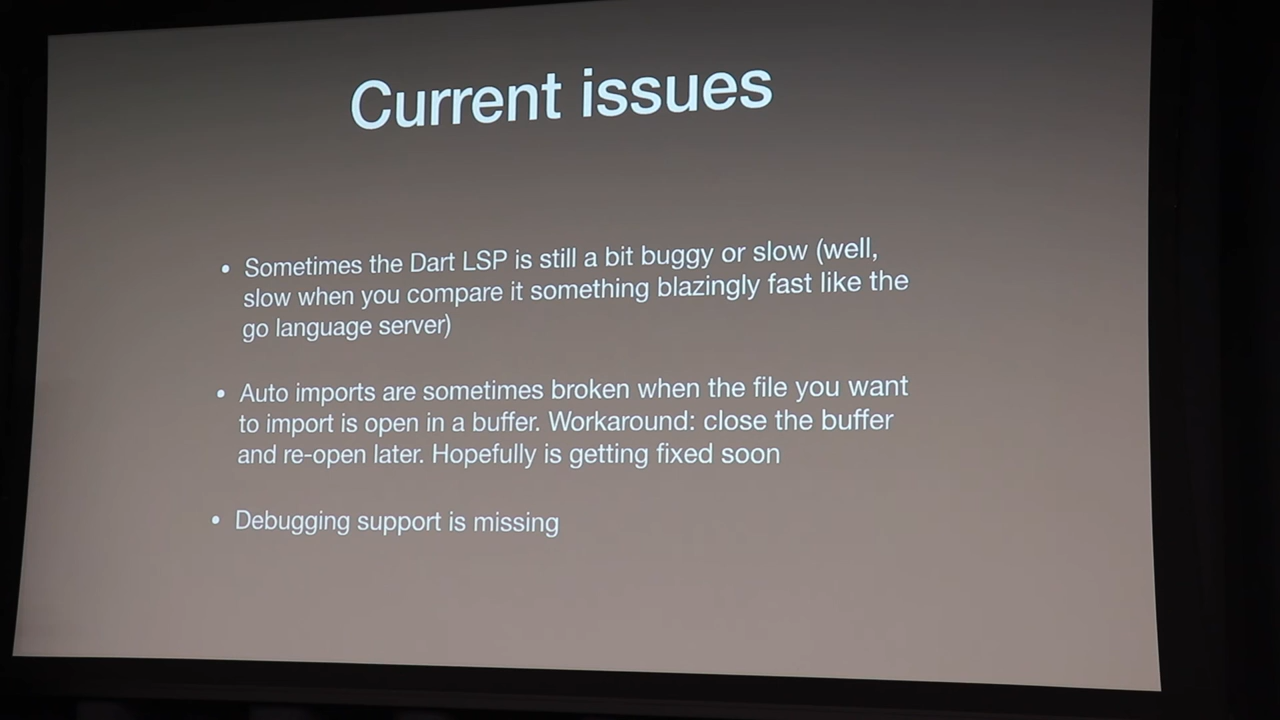 Current issues
• Sometimes the Dart LSP is still a bit buggy or slow (well,
slow when you compare it something blazingly fast like the
go language server)
• Auto imports are sometimes broken when the file you want
to import is open in a buffer. Workaround: close the buffer
and re-open later. Hopefully is getting fixed soon
• Debugging support is missing